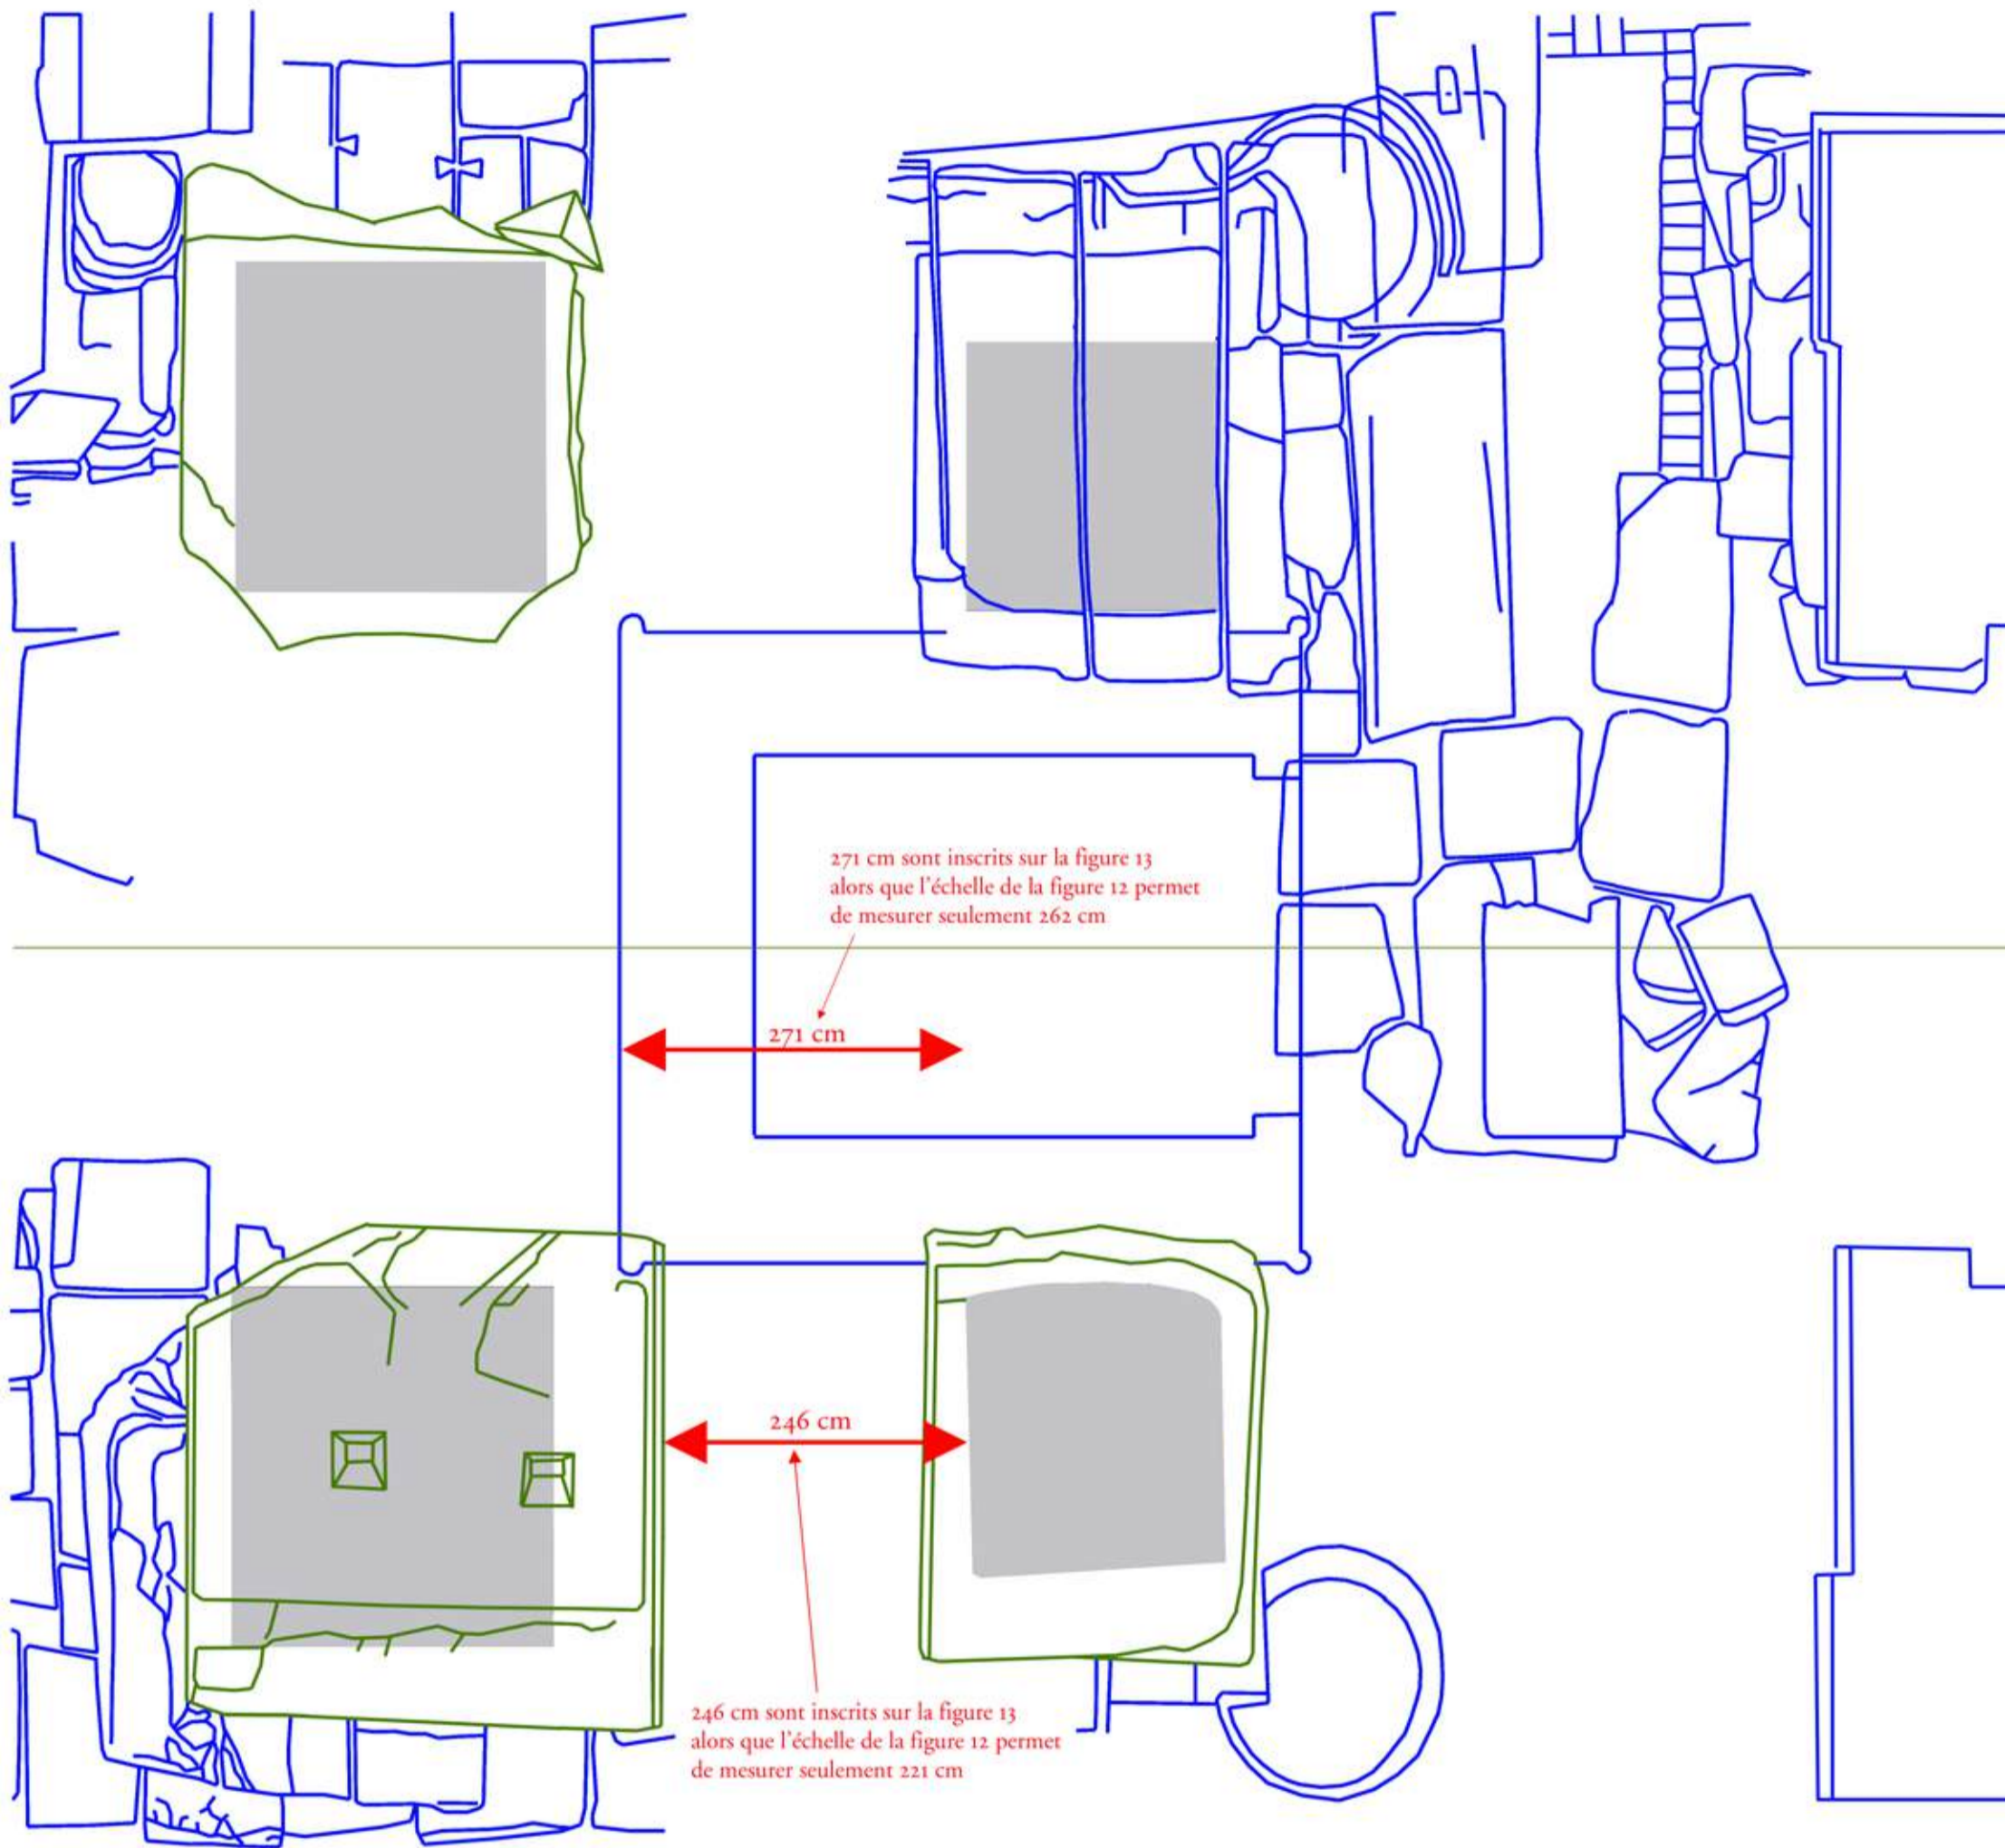 271 cm sont inscrits sur la figure 13
alors que l'échelle de la figure 12 permet
de mesurer seulement 262 cm
271 cm
246 cm
246 cm sont inscrits sur la figure 13
alors que l'échelle de la figure 12 permet
de mesurer seulement 221 cm